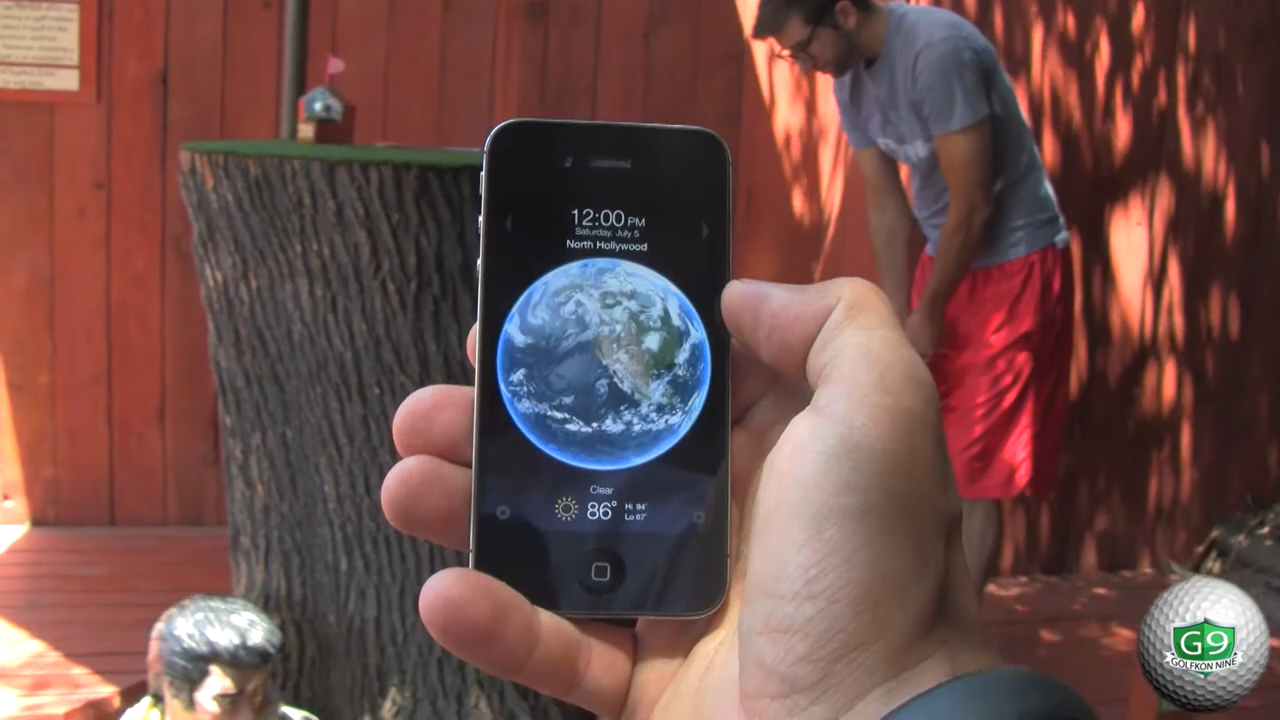 12:00 PM
Saturday, July 5
North Hollywood
Clear
86°
Hi 94°
Lo 67°
G9
GOLFKON NINE